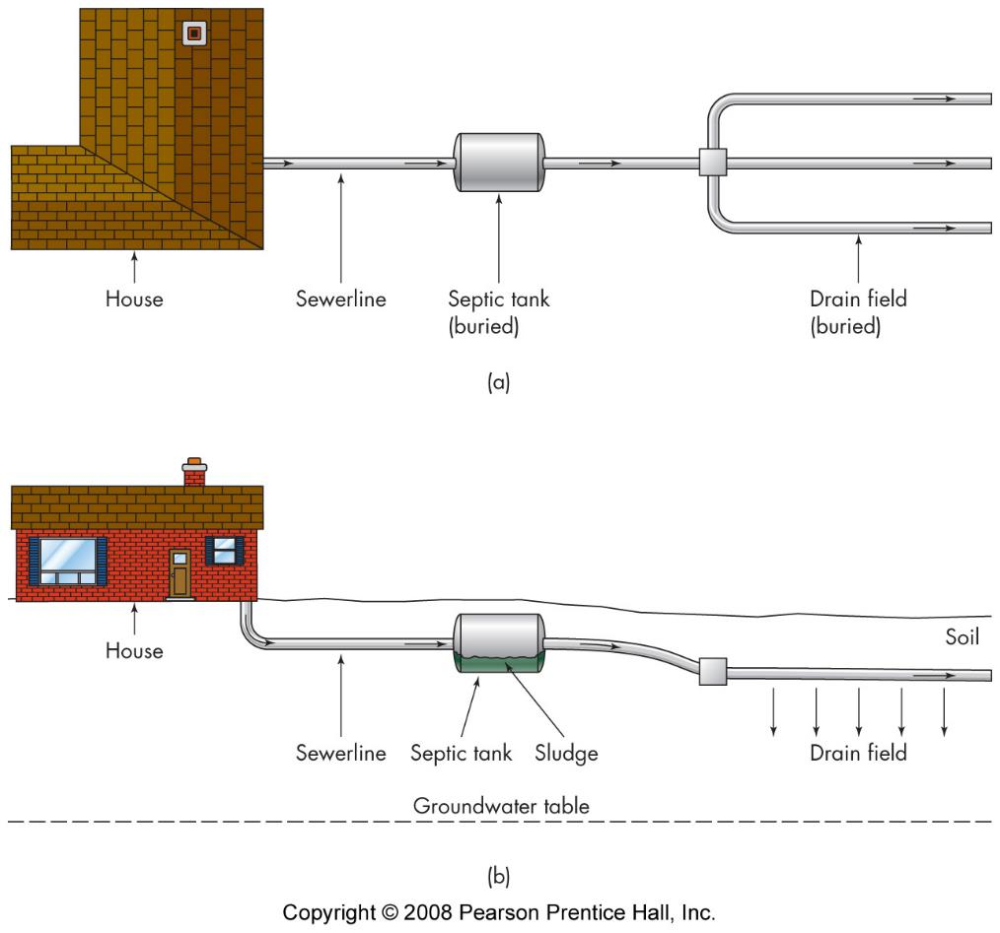 House
Sewerline
Septic tank
(buried)
Drain field
(buried)
(a)
Soil
House
Sewerline
Septic tank
Sludge
Drain field
Groundwater table
(b)
Copyright © 2008 Pearson Prentice Hall, Inc.